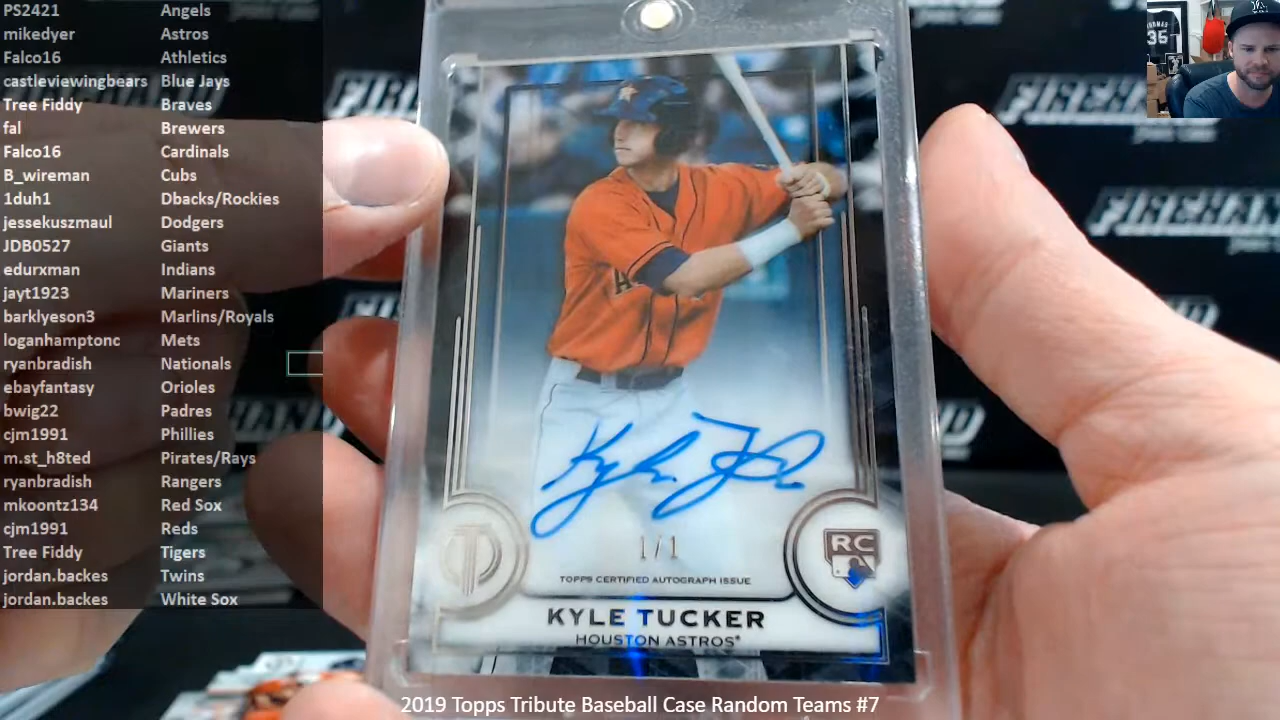 PS2421 Angels
mikedyer Astros
Falco16 Athletics
castleviewingbears Blue Jays
Tree Fiddy Braves
fal Brewers
Falco16 Cardinals
B_wireman Cubs
1duh1 Dbacks/Rockies
jessekuszmaul Dodgers
JDB0527 Giants
edurxman Indians
jayt1923 Mariners
barklyeson3 Marlins/Royals
loganhamptonc Mets
ryanbradish Nationals
ebayfantasy Orioles
bwig22 Padres
cjm1991 Phillies
m.st_h8ted Pirates/Rays
ryanbradish Rangers
mkoontz134 Red Sox
cjm1991 Reds
Tree Fiddy Tigers
jordan.backes Twins
jordan.backes White Sox
35
FIREHAND
FIREHAND
Kyle Tucker
1/1
RC
TOPPS CERTIFIED AUTOGRAPH ISSUE
KYLE TUCKER
HOUSTON ASTROS
2019 Topps Tribute Baseball Case Random Teams #7